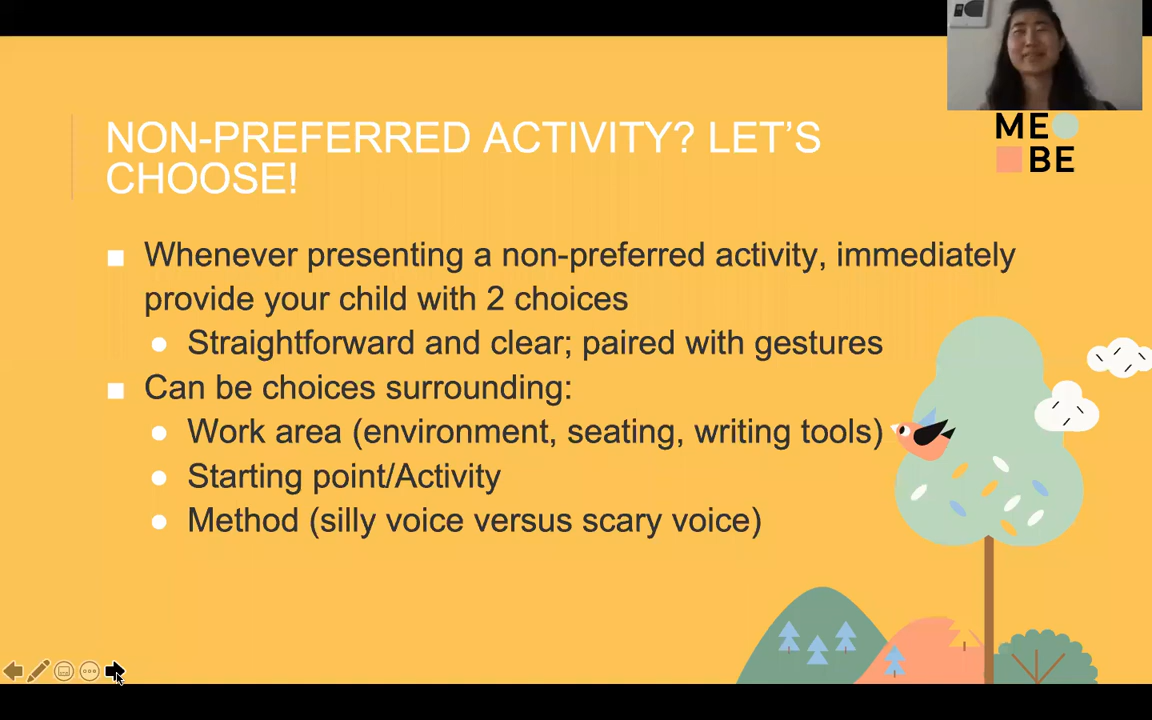 NON-PREFERRED ACTIVITY? LET'S
CHOOSE!
ME
BE
Whenever presenting a non-preferred activity, immediately
provide your child with 2 choices
Straightforward and clear; paired with gestures
Can be choices surrounding:
Work area (environment, seating, writing tools)
Starting point/Activity
Method (silly voice versus scary voice)